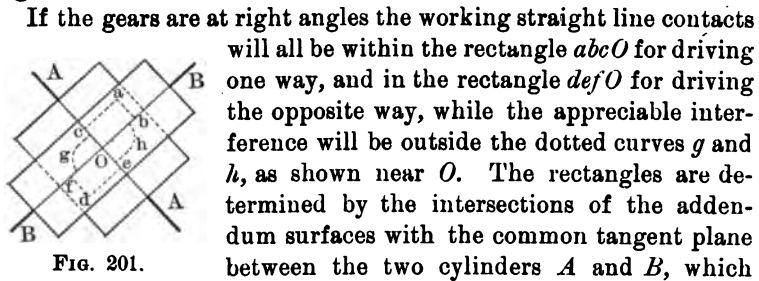 If the gears are at right angles the working straight line contacts
will all be within the rectangle abcO for driving
one way, and in the rectangle defO for driving
the opposite way, while the appreciable inter-
ference will be outside the dotted curves g and
h, as shown near O. The rectangles are de-
termined by the intersections of the adden-
dum surfaces with the common tangent plane
between the two cylinders A and B, which
A
B
a
b
c
h
g
O
e
f
d
A
B
Fig. 201.